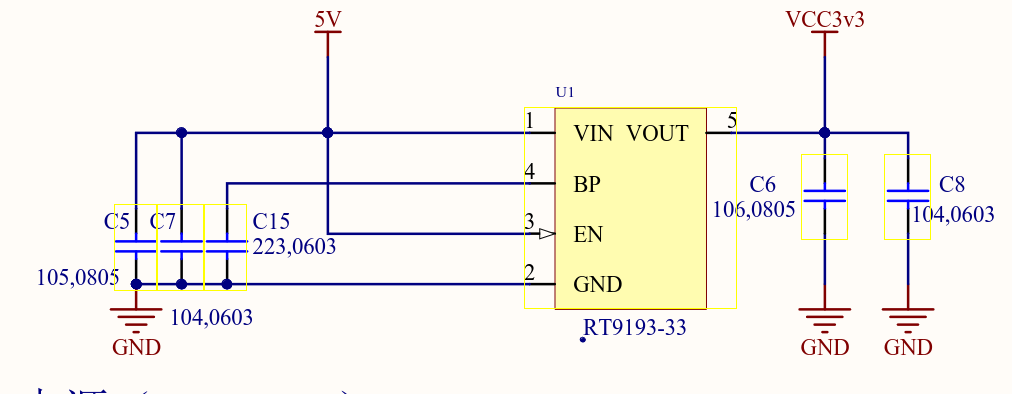 5V
VCC3v3
U1
1
VIN
VOUT
5
4
BP
C6
106,0805
C8
104,0603
C5
C7
C15
223,0603
3
EN
105,0805
2
GND
104,0603
RT9193-33
GND
GND
GND